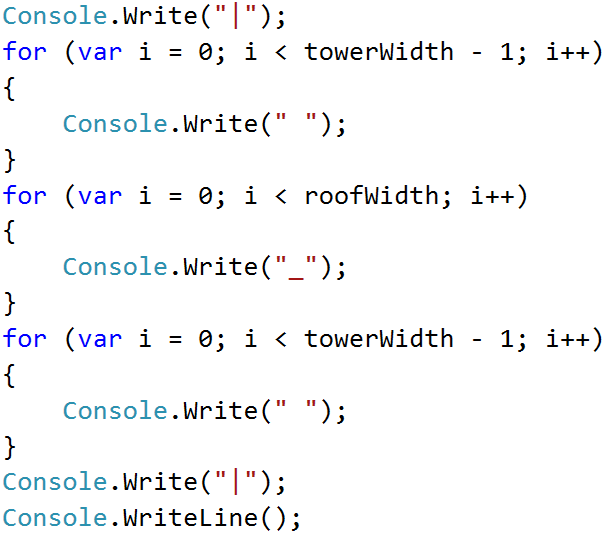 Console.Write("|");
for (var i = 0; i < towerWidth - 1; i++)
{
    Console.Write(" ");
}
for (var i = 0; i < roofWidth; i++)
{
    Console.Write("_");
}
for (var i = 0; i < towerWidth - 1; i++)
{
    Console.Write(" ");
}
Console.Write("|");
Console.WriteLine();